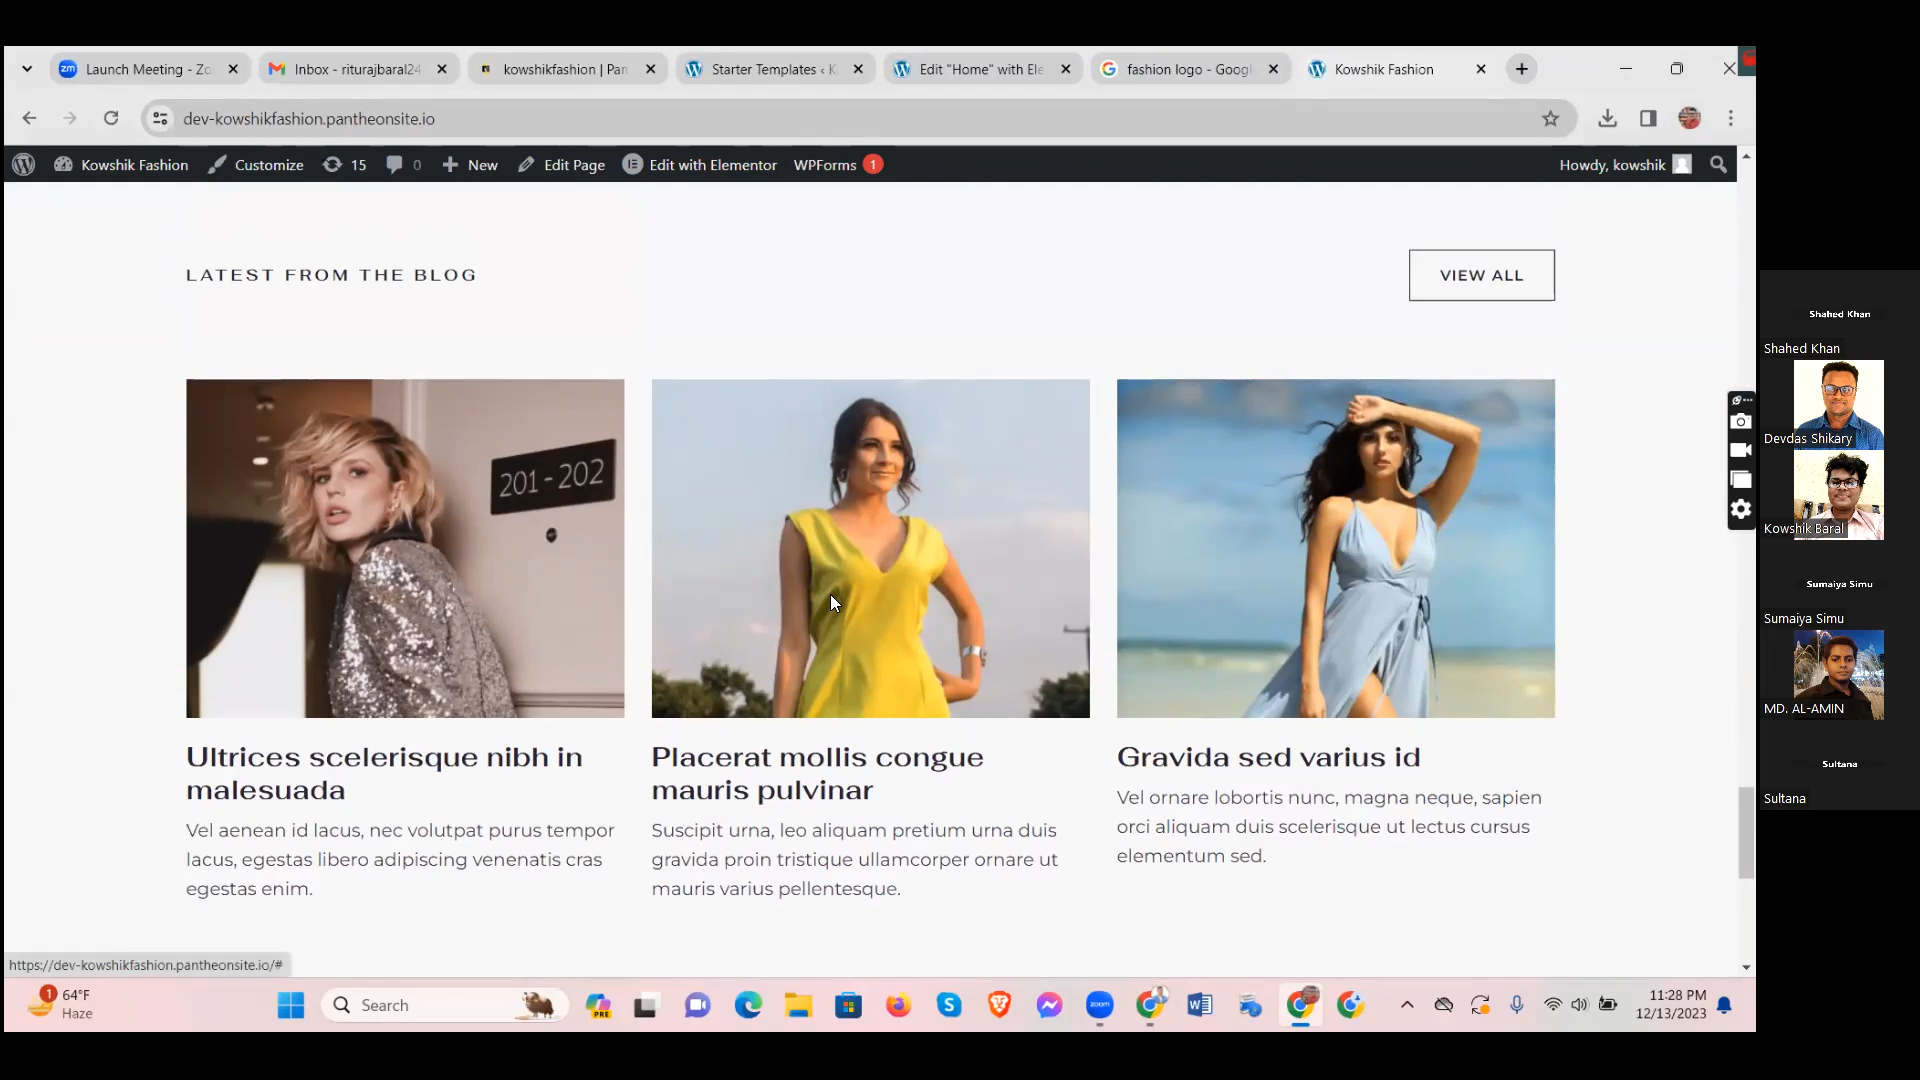 Launch Meeting - Zo
Inbox - riturajbaral24
kowshikfashion | Pan
Starter Templates ‹ K
Edit "Home" with Ele
fashion logo - Googl
Kowshik Fashion
dev-kowshikfashion.pantheonsite.io
Kowshik Fashion
Customize
15
0
New
Edit Page
Edit with Elementor
WPForms
1
Howdy, kowshik
LATEST FROM THE BLOG
VIEW ALL
201-202
Ultrices scelerisque nibh in
malesuada
Vel aenean id lacus, nec volutpat purus tempor
lacus, egestas libero adipiscing venenatis cras
egestas enim.
Placerat mollis congue
mauris pulvinar
Suscipit urna, leo aliquam pretium urna duis
gravida proin tristique ullamcorper ornare ut
mauris varius pellentesque.
Gravida sed varius id
Vel ornare lobortis nunc, magna neque, sapien
orci aliquam duis scelerisque ut lectus cursus
elementum sed.
Shahed Khan
Shahed Khan
Devdas Shikary
Kowshik Baral
Sumaiya Simu
Sumaiya Simu
MD. AL-AMIN
Sultana
Sultana
https://dev-kowshikfashion.pantheonsite.io/#
1
64°F
Haze
Search
PRE
zoom
11:28 PM
12/13/2023